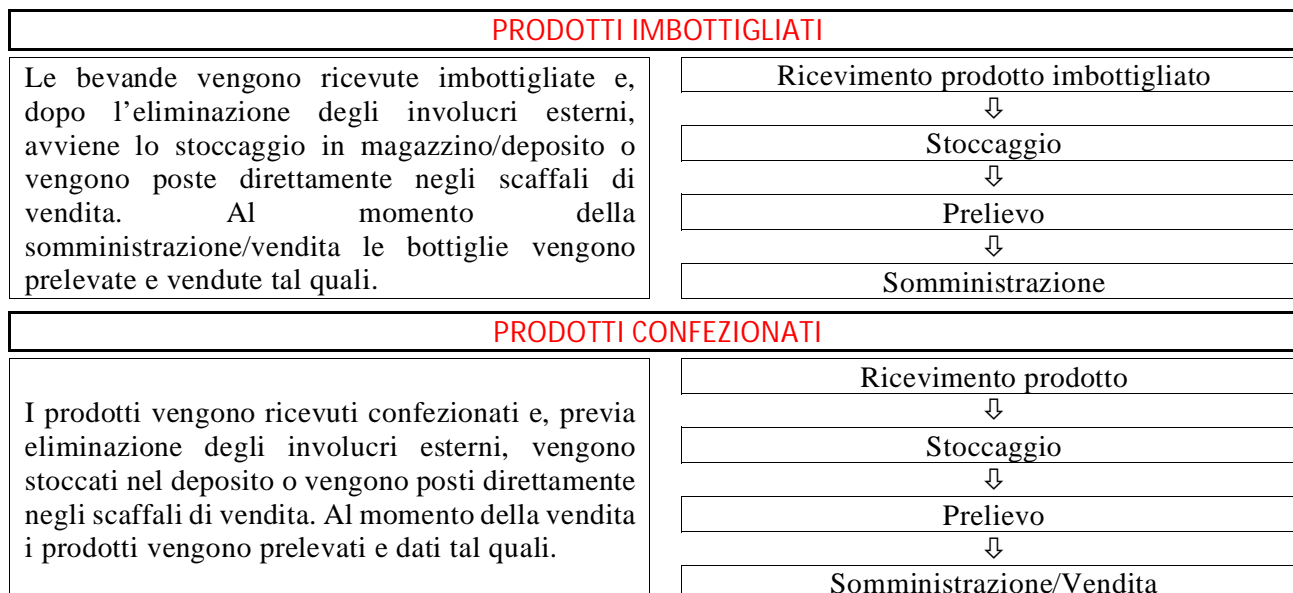 PRODOTTI IMBOTTIGLIATI
Le bevande vengono ricevute imbottigliate e,
dopo l’eliminazione degli involucri esterni,
avviene lo stoccaggio in magazzino/deposito o
vengono poste direttamente negli scaffali di
vendita. Al momento della
somministrazione/vendita le bottiglie vengono
prelevate e vendute tal quali.
Ricevimento prodotto imbottigliato
⇩
Stoccaggio
⇩
Prelievo
⇩
Somministrazione
PRODOTTI CONFEZIONATI
I prodotti vengono ricevuti confezionati e, previa
eliminazione degli involucri esterni, vengono
stoccati nel deposito o vengono posti direttamente
negli scaffali di vendita. Al momento della vendita
i prodotti vengono prelevati e dati tal quali.
Ricevimento prodotto
⇩
Stoccaggio
⇩
Prelievo
⇩
Somministrazione/Vendita